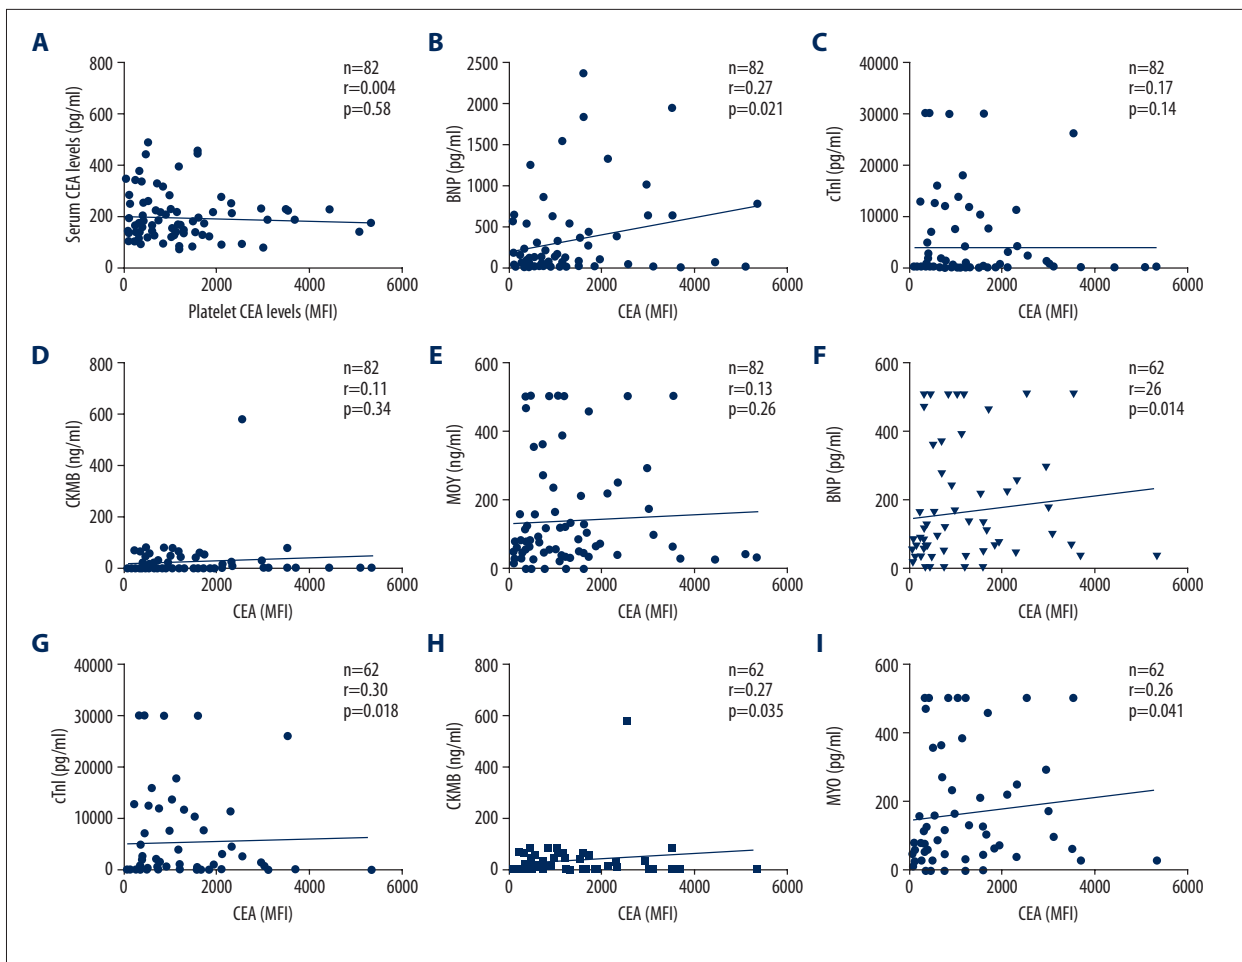 A
n=82
r=0.004
p=0.58
Serum CEA levels (pg/ml)
800
600
400
200
0
0 2000 4000 6000
Platelet CEA levels (MFI)
B
n=82
r=0.27
p=0.021
BNP (pg/ml)
2500
2000
1500
1000
500
0
0 2000 4000 6000
CEA (MFI)
C
n=82
r=0.17
p=0.14
cTnl (pg/ml)
40000
30000
20000
10000
0
0 2000 4000 6000
CEA (MFI)
D
n=82
r=0.11
p=0.34
CKMB (ng/ml)
800
600
400
200
0
0 2000 4000 6000
CEA (MFI)
E
n=82
r=0.13
p=0.26
MOY (ng/ml)
600
400
200
0
0 2000 4000 6000
CEA (MFI)
F
n=62
r=26
p=0.014
BNP (pg/ml)
600
400
200
0
0 2000 4000 6000
CEA (MFI)
G
n=62
r=0.30
p=0.018
cTnl (pg/ml)
40000
30000
20000
10000
0
0 2000 4000 6000
CEA (MFI)
H
n=62
r=0.27
p=0.035
CKMB (ng/ml)
800
600
400
200
0
0 2000 4000 6000
CEA (MFI)
I
n=62
r=0.26
p=0.041
MYO (pg/ml)
600
400
200
0
0 2000 4000 6000
CEA (MFI)